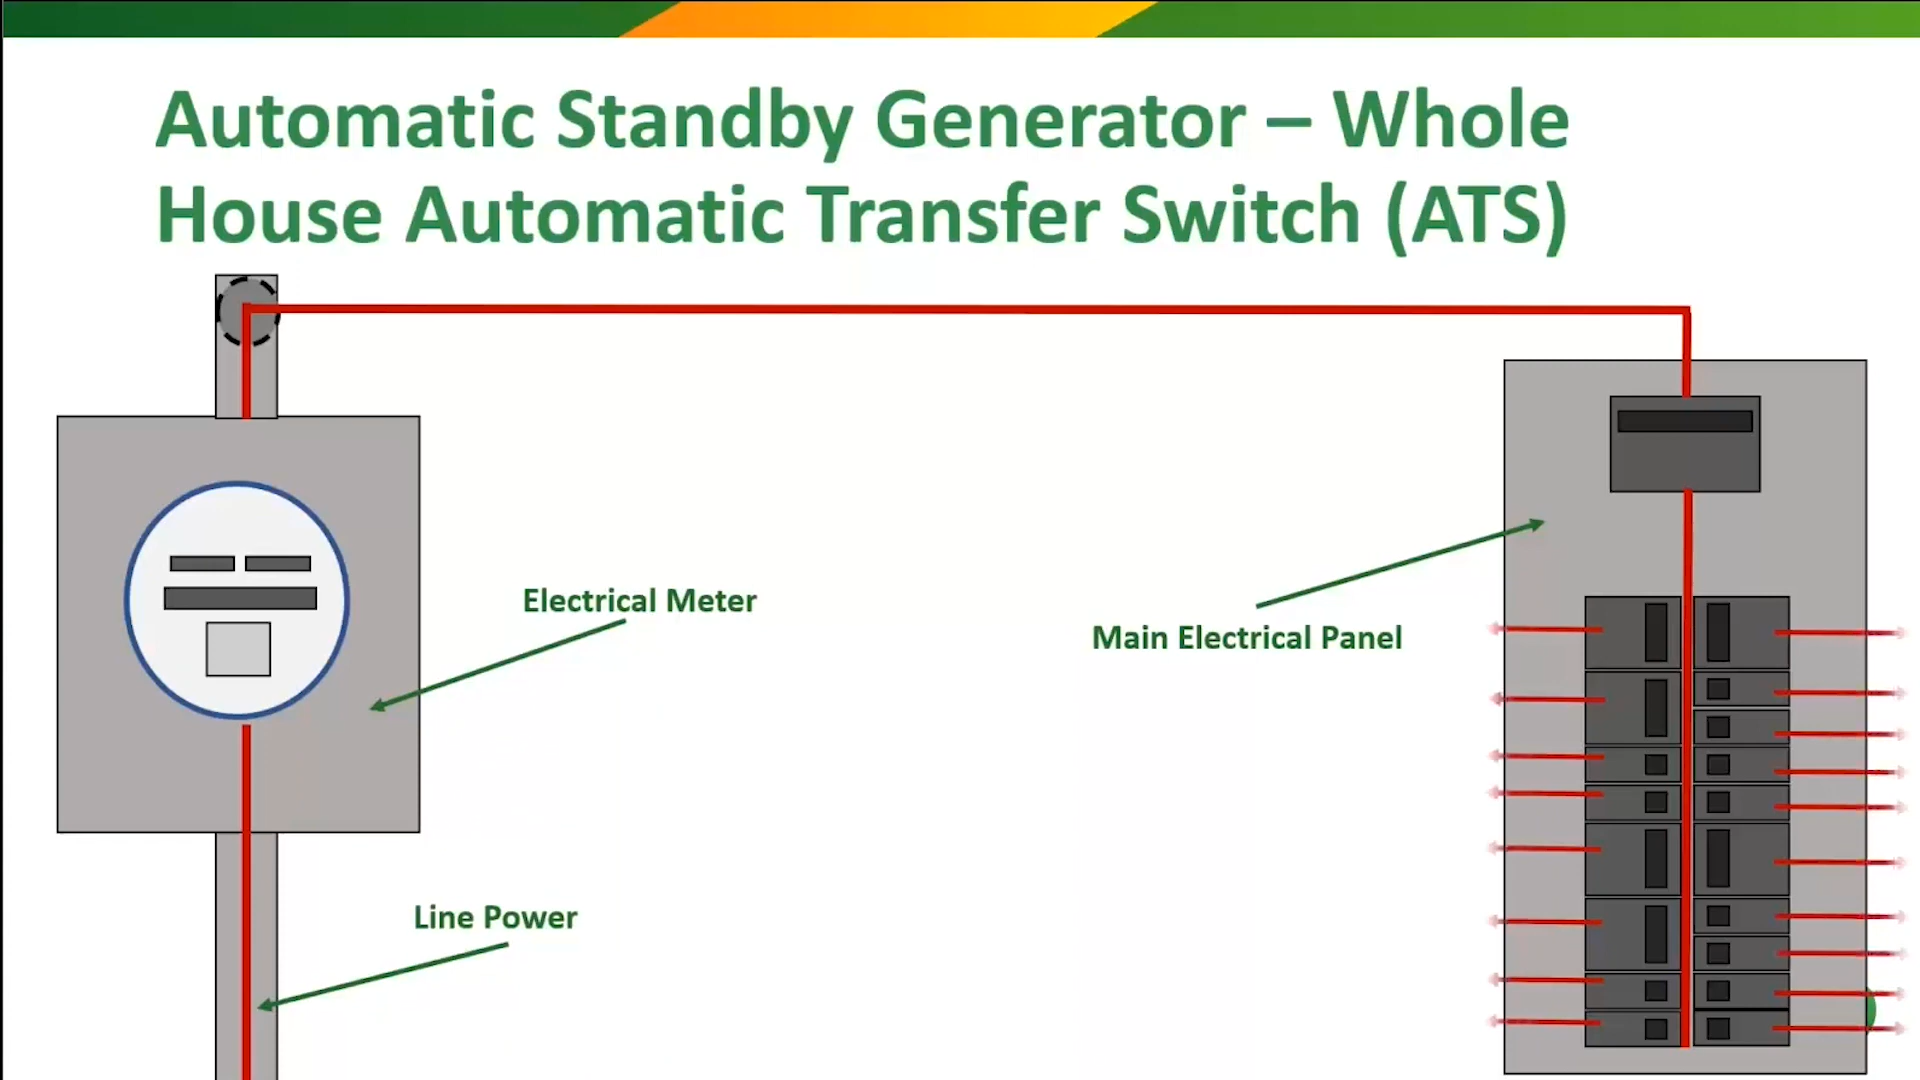 Automatic Standby Generator – Whole
House Automatic Transfer Switch (ATS)
Electrical Meter
Main Electrical Panel
Line Power